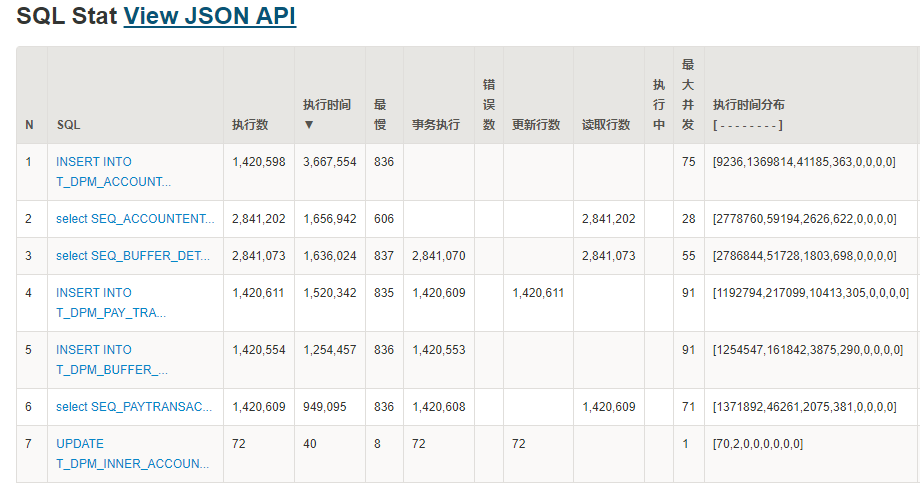 SQL Stat View JSON API
N SQL 执行数 执行时间 ▼ 最慢 事务执行 错误数 更新行数 读取行数 执行中 最大并发 执行时间分布 [ - - - - - - - - ]
1 INSERT INTO T_DPM_ACCOUNT... 1,420,598 3,667,554 836 75 [9236,1369814,41185,363,0,0,0,0]
2 select SEQ_ACCOUNTENT... 2,841,202 1,656,942 606 2,841,202 28 [2778760,59194,2626,622,0,0,0,0]
3 select SEQ_BUFFER_DET... 2,841,073 1,636,024 837 2,841,070 2,841,073 55 [2786844,51728,1803,698,0,0,0,0]
4 INSERT INTO T_DPM_PAY_TRA... 1,420,611 1,520,342 835 1,420,609 1,420,611 91 [1192794,217099,10413,305,0,0,0,0]
5 INSERT INTO T_DPM_BUFFER_... 1,420,554 1,254,457 836 1,420,553 91 [1254547,161842,3875,290,0,0,0,0]
6 select SEQ_PAYTRANSAC... 1,420,609 949,095 836 1,420,608 1,420,609 71 [1371892,46261,2075,381,0,0,0,0]
7 UPDATE T_DPM_INNER_ACCOUN... 72 40 8 72 72 1 [70,2,0,0,0,0,0,0]